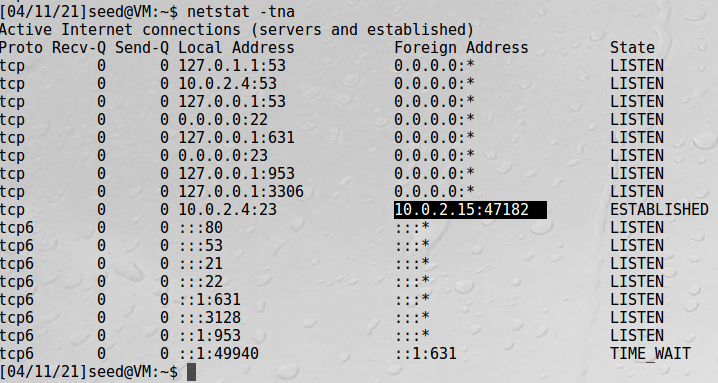 [04/11/21]seed@VM:~$ netstat -tna
Active Internet connections (servers and established)
Proto Recv-Q Send-Q Local Address           Foreign Address         State
tcp        0      0 127.0.1.1:53            0.0.0.0:*               LISTEN
tcp        0      0 10.0.2.4:53             0.0.0.0:*               LISTEN
tcp        0      0 127.0.0.1:53            0.0.0.0:*               LISTEN
tcp        0      0 0.0.0.0:22              0.0.0.0:*               LISTEN
tcp        0      0 127.0.0.1:631           0.0.0.0:*               LISTEN
tcp        0      0 0.0.0.0:23              0.0.0.0:*               LISTEN
tcp        0      0 127.0.0.1:953           0.0.0.0:*               LISTEN
tcp        0      0 127.0.0.1:3306          0.0.0.0:*               LISTEN
tcp        0      0 10.0.2.4:23             10.0.2.15:47182         ESTABLISHED
tcp6       0      0 :::80                   :::*                    LISTEN
tcp6       0      0 :::53                   :::*                    LISTEN
tcp6       0      0 :::21                   :::*                    LISTEN
tcp6       0      0 :::22                   :::*                    LISTEN
tcp6       0      0 ::1:631                 :::*                    LISTEN
tcp6       0      0 :::3128                 :::*                    LISTEN
tcp6       0      0 ::1:953                 :::*                    LISTEN
tcp6       0      0 ::1:49940               ::1:631                 TIME_WAIT
[04/11/21]seed@VM:~$